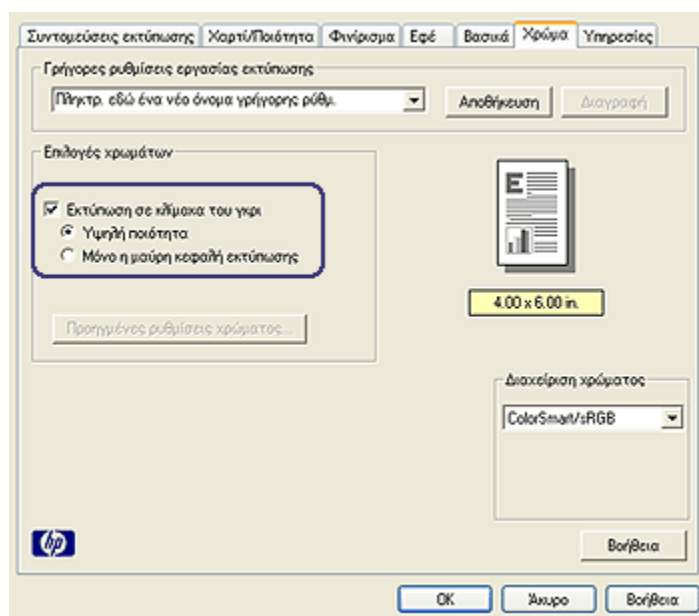 Συντομεύσεις εκτύπωσης Χαρτί/Ποιότητα Φινίρισμα Εφέ Βασικά Χρώμα Υπηρεσίες
Γρήγορες ρυθμίσεις εργασίας εκτύπωσης
Πληκτρ. εδώ ένα νέο όνομα γρήγορης ρύθμ. Αποθήκευση Διαγραφή
Επιλογές χρωμάτων
Εκτύπωση σε κλίμακα του γκρι
Υψηλή ποιότητα
Μόνο η μαύρη κεφαλή εκτύπωσης
Προηγμένες ρυθμίσεις χρώματος...
E
4.00 x 6.00 in.
Διαχείριση χρώματος
ColorSmart/sRGB
hp
Βοήθεια
OK Άκυρο Βοήθεια